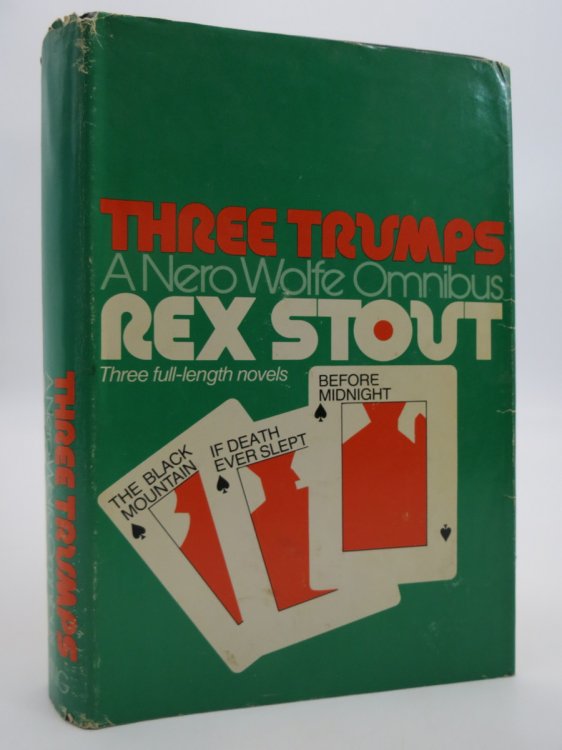 THREE TRUMPS
A Nero Wolfe Omnibus
REX STOUT
Three full-length novels
THE BLACK
MOUNTAIN
IF DEATH
EVER SLEPT
BEFORE
MIDNIGHT
THREE TRUMPS